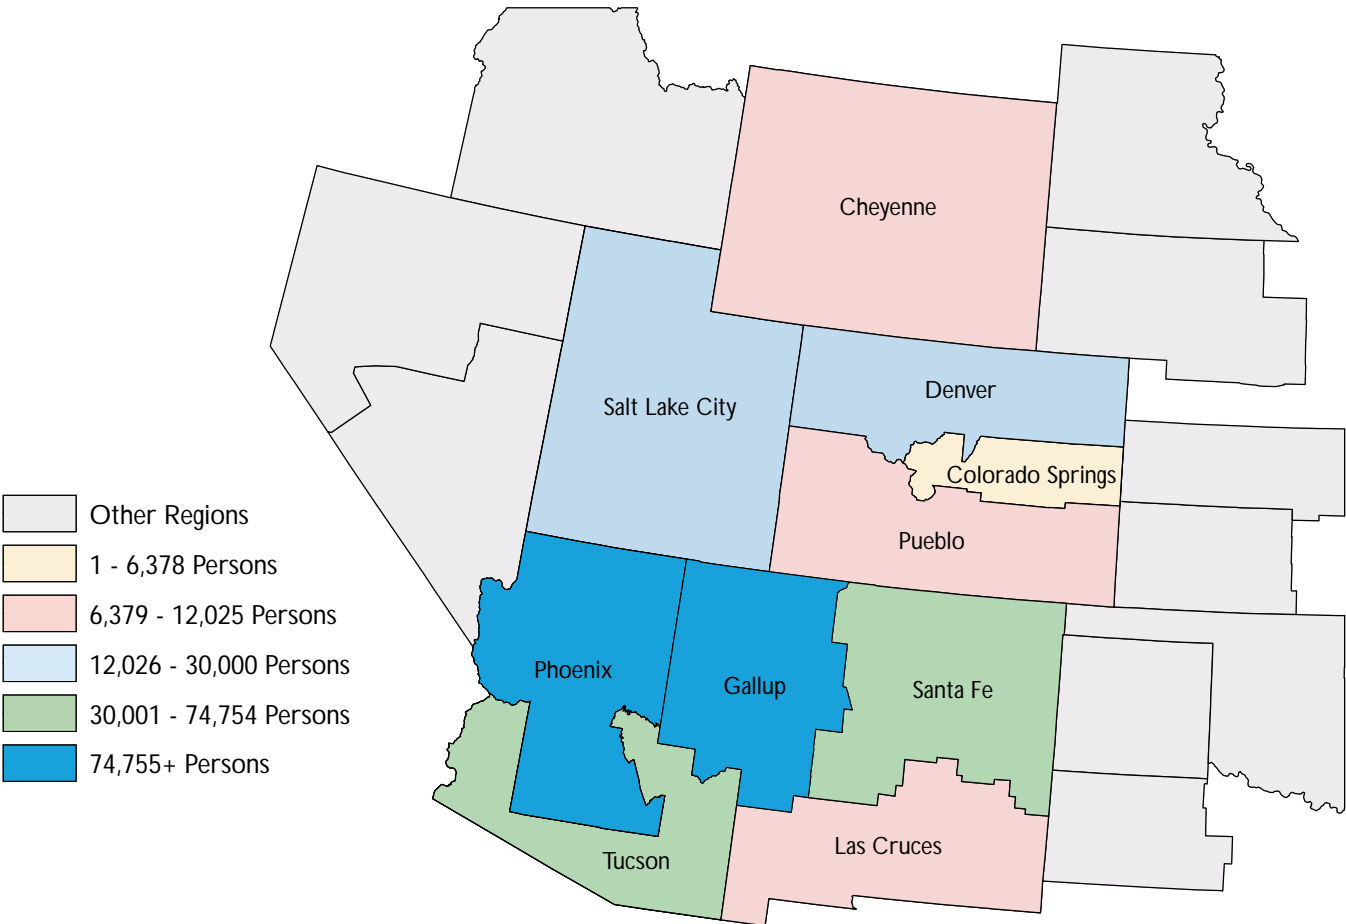 Cheyenne
Denver
Salt Lake City
Colorado Springs
Pueblo
Other Regions
1 - 6,378 Persons
6,379 - 12,025 Persons
12,026 - 30,000 Persons
30,001 - 74,754 Persons
74,755+ Persons
Phoenix
Gallup
Santa Fe
Las Cruces
Tucson